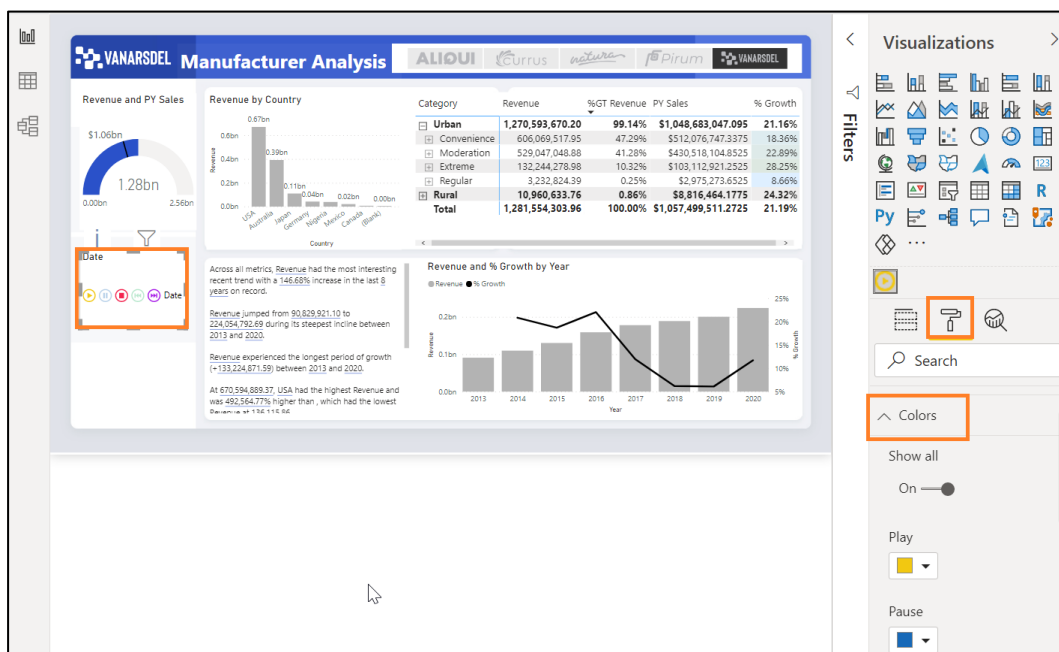 VANARSDEL Manufacturer Analysis
ALIQUI Currus natura Pirum VANARSDEL
Revenue and PY Sales
$1.06bn
1.28bn
0.00bn 2.56bn
Date
Date
Revenue by Country
Revenue
0.6bn
0.4bn
0.2bn
0.0bn
0.67bn
0.39bn
0.11bn
0.04bn
0.02bn
0.00bn
USA
Australia
Japan
Germany
Nigeria
Mexico
Canada
(Blank)
Country
Category Revenue %GT Revenue PY Sales % Growth
Urban 1,270,593,670.20 99.14% $1,048,683,047.095 21.16%
Convenience 606,069,517.95 47.29% $512,076,747.3375 18.36%
Moderation 529,047,048.88 41.28% $430,518,104.8525 22.89%
Extreme 132,244,278.98 10.32% $103,112,921.2525 28.25%
Regular 3,232,824.39 0.25% $2,975,273.6525 8.66%
Rural 10,960,633.76 0.86% $8,816,464.1775 24.32%
Total 1,281,554,303.96 100.00% $1,057,499,511.2725 21.19%
Across all metrics, Revenue had the most interesting
recent trend with a 146.68% increase in the last 8
years on record.
Revenue jumped from 90,829,921.10 to
224,054,792.69 during its steepest incline between
2013 and 2020.
Revenue experienced the longest period of growth
(+133,224,871.59) between 2013 and 2020.
At 670,594,889.37, USA had the highest Revenue and
was 492,564.77% higher than , which had the lowest
Revenue at 136,115.86.
Revenue and % Growth by Year
Revenue % Growth
Revenue
0.2bn
0.1bn
0.0bn
25%
20%
15%
10%
5%
% Growth
2013 2014 2015 2016 2017 2018 2019 2020
Year
Filters
Visualizations
123
R
Py
...
Search
Colors
Show all
On
Play
Pause